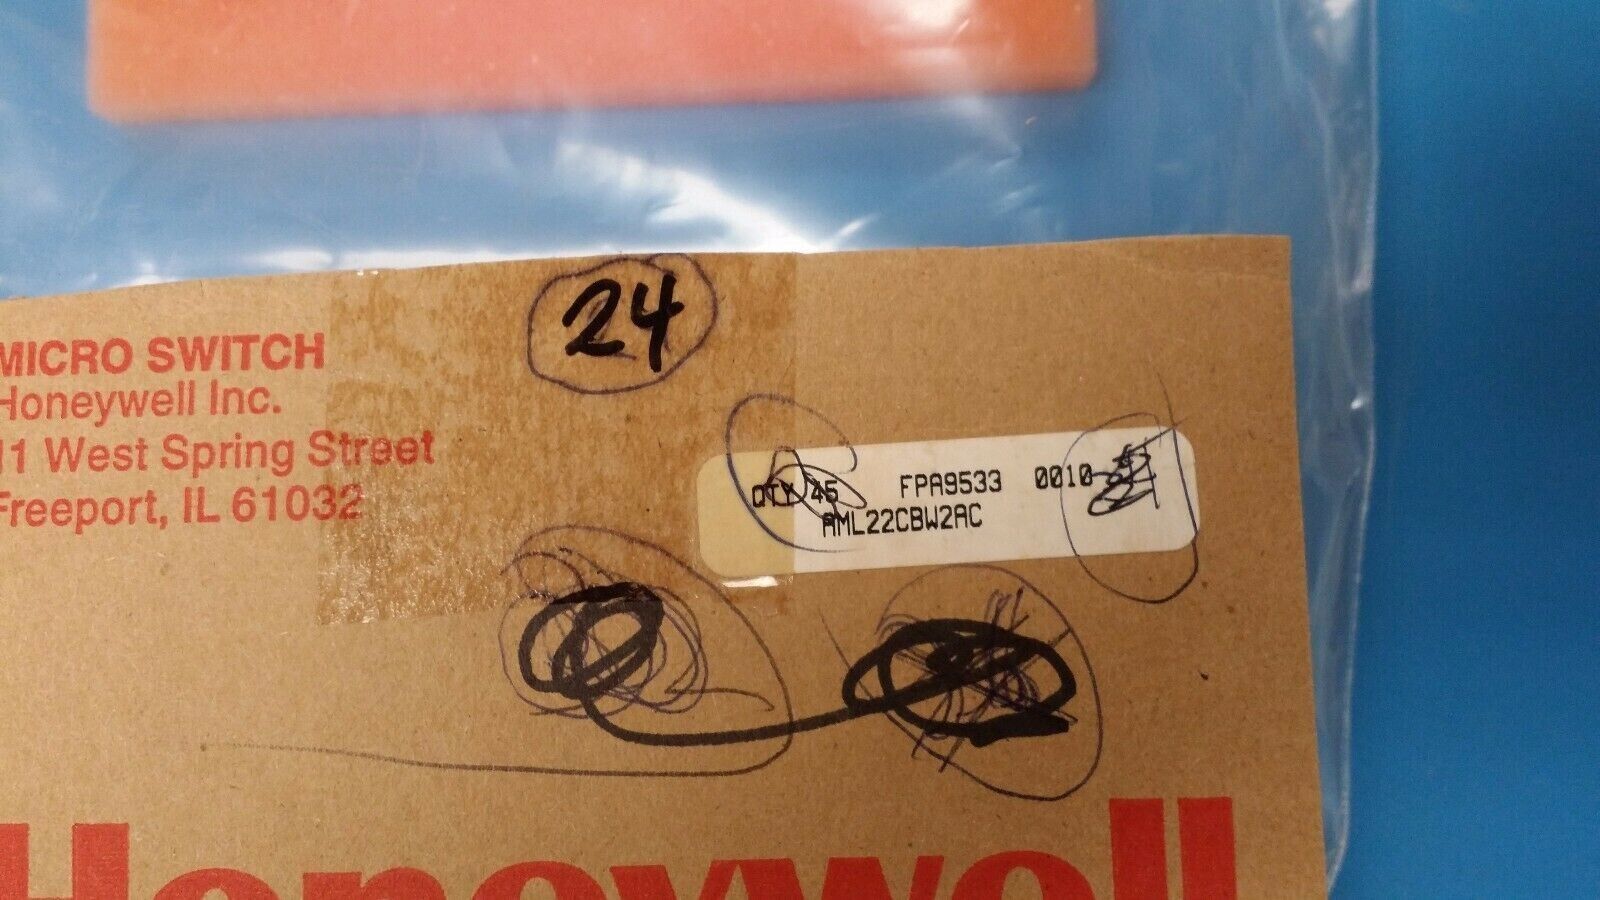 24
MICRO SWITCH
Honeywell Inc.
11 West Spring Street
Freeport, IL 61032
QTY 45 FPA9533 0010
AML22CBW2AC
Honeywell